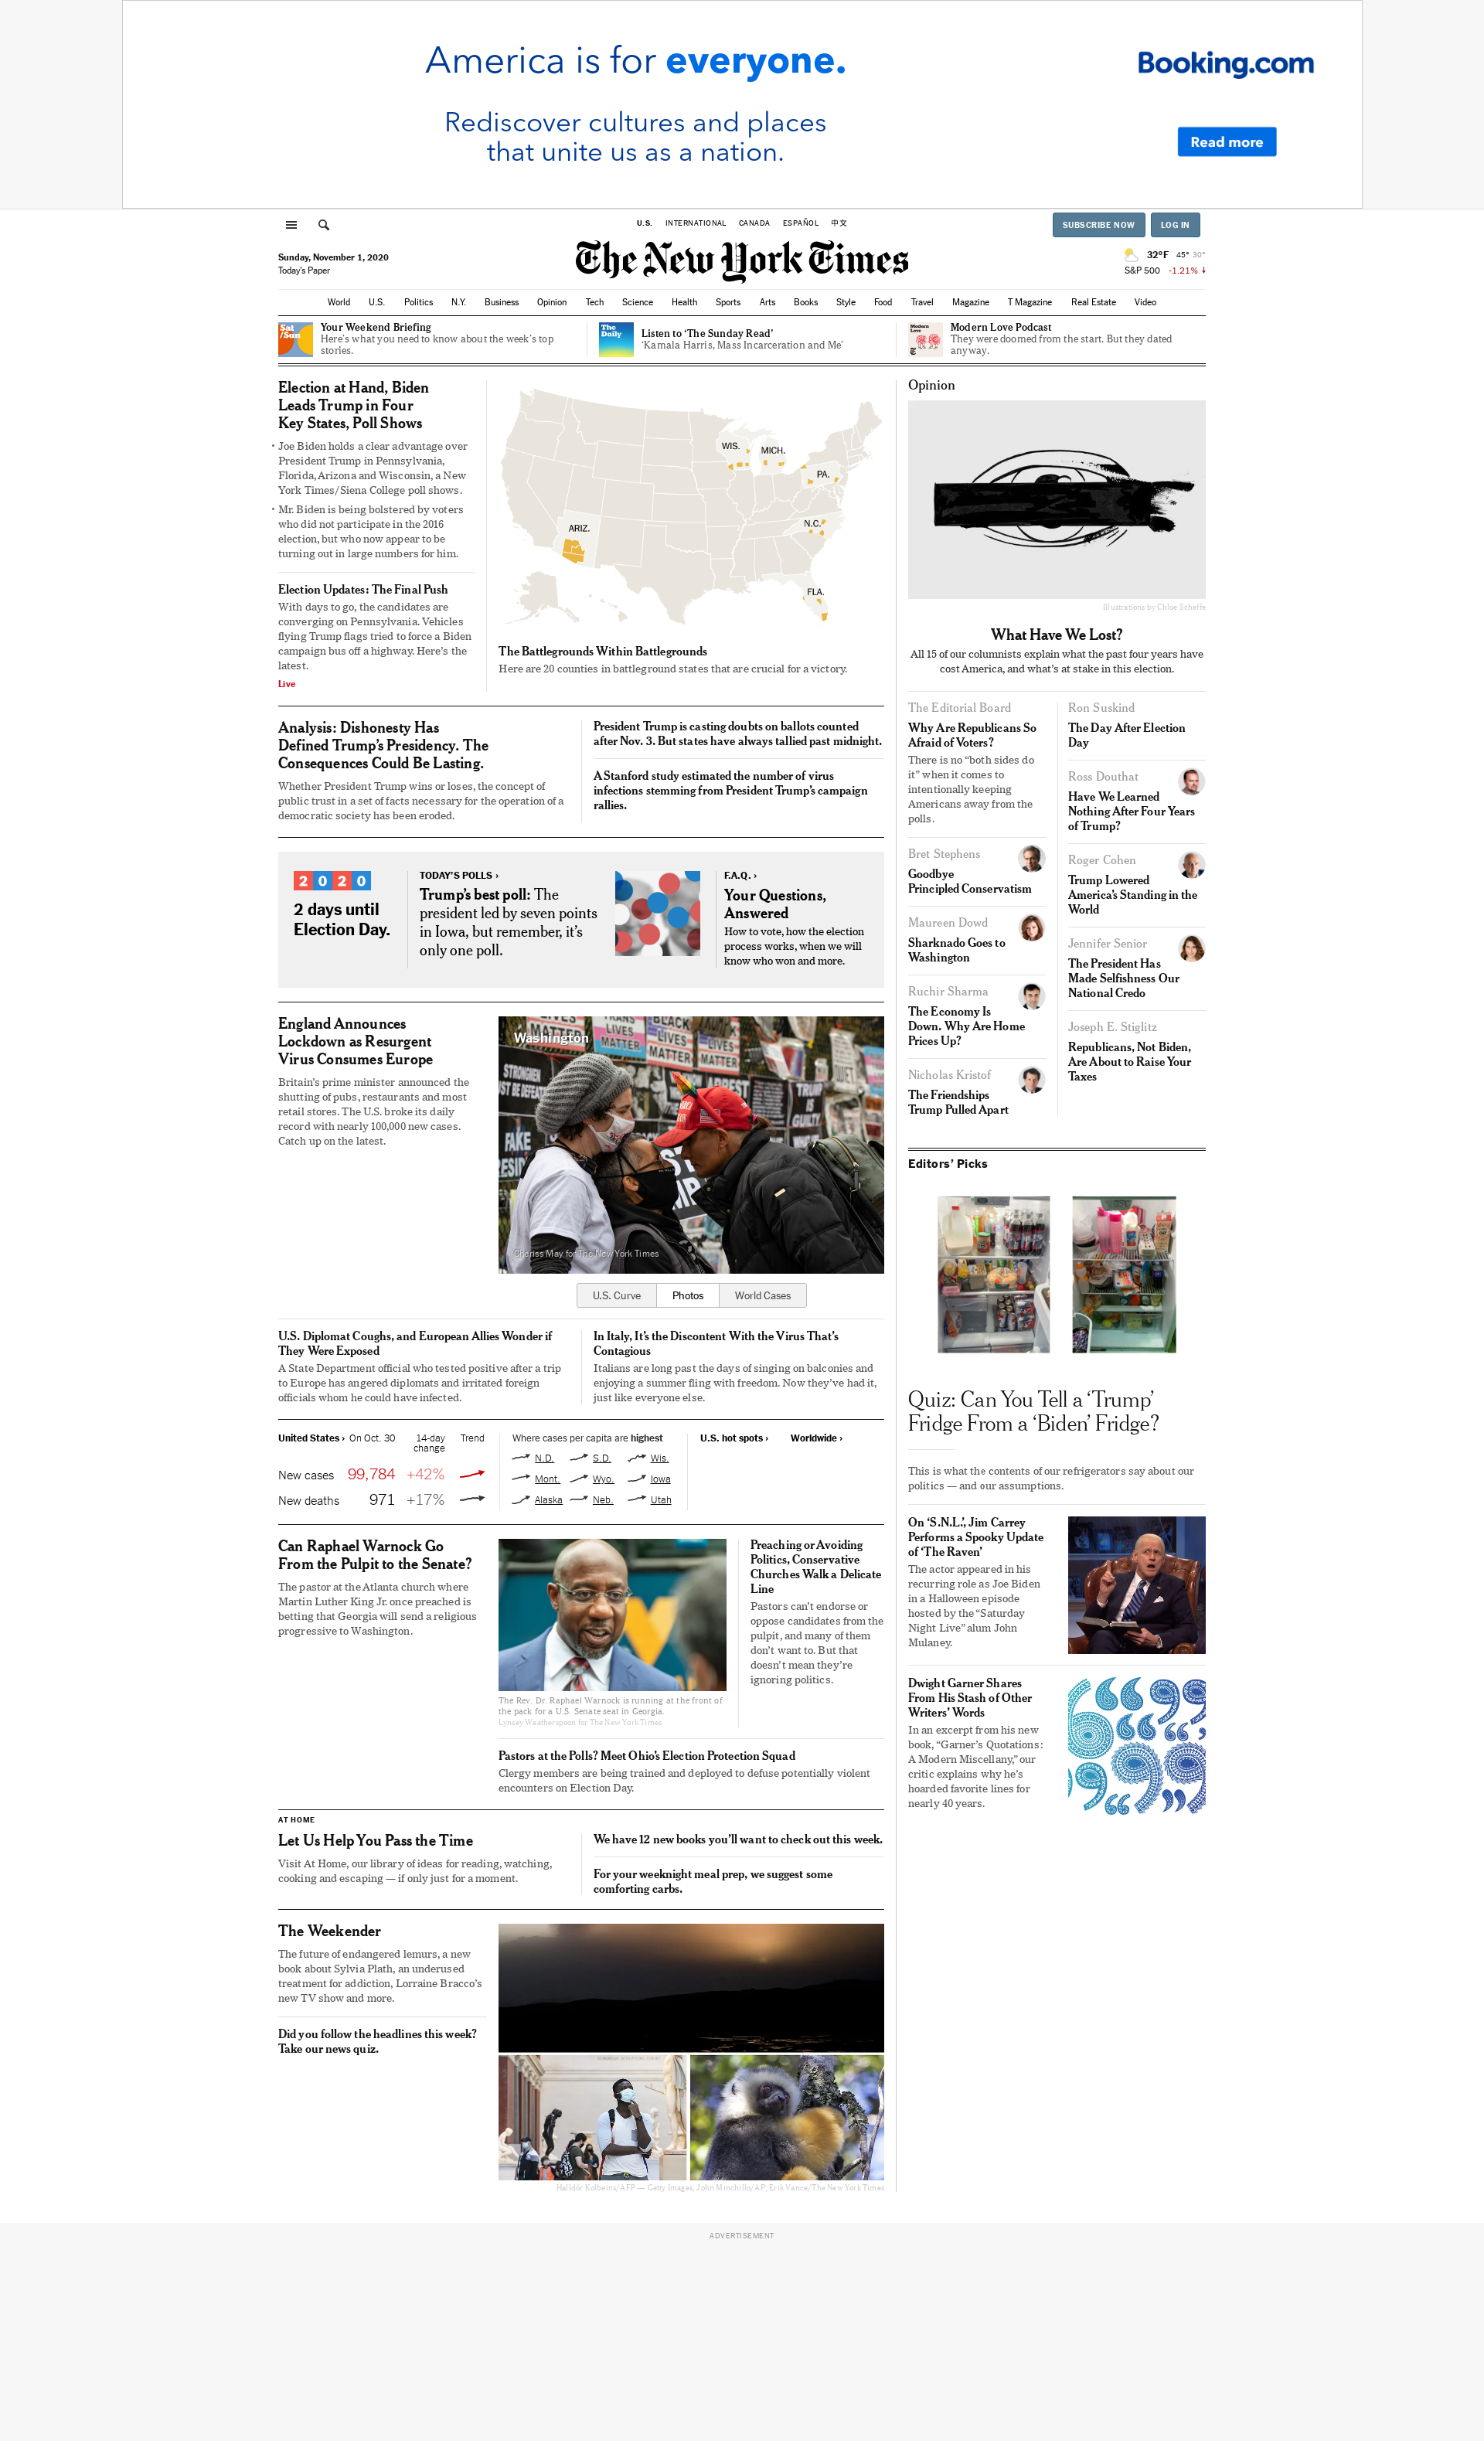 America is for everyone.
Booking.com
Rediscover cultures and places
that unite us as a nation.
Read more
U.S. INTERNATIONAL CANADA ESPAÑOL 中文
SUBSCRIBE NOW LOG IN
The New York Times
Sunday, November 1, 2020
Today's Paper
32°F 45° 30°
S&P 500 -1.21%
World U.S. Politics N.Y. Business Opinion Tech Science Health Sports Arts Books Style Food Travel Magazine T Magazine Real Estate Video
Sat/
/Sun
Your Weekend Briefing
Here's what you need to know about the week's top
stories.
The
Daily
Listen to 'The Sunday Read'
'Kamala Harris, Mass Incarceration and Me'
Modern
Love
Modern Love Podcast
They were doomed from the start. But they dated
anyway.
Election at Hand, Biden
Leads Trump in Four
Key States, Poll Shows
• Joe Biden holds a clear advantage over
President Trump in Pennsylvania,
Florida, Arizona and Wisconsin, a New
York Times/Siena College poll shows.
• Mr. Biden is being bolstered by voters
who did not participate in the 2016
election, but who now appear to be
turning out in large numbers for him.
Election Updates: The Final Push
With days to go, the candidates are
converging on Pennsylvania. Vehicles
flying Trump flags tried to force a Biden
campaign bus off a highway. Here's the
latest.
Live
WIS.
MICH.
PA.
N.C.
ARIZ.
FLA.
The Battlegrounds Within Battlegrounds
Here are 20 counties in battleground states that are crucial for a victory.
Analysis: Dishonesty Has
Defined Trump's Presidency. The
Consequences Could Be Lasting.
Whether President Trump wins or loses, the concept of
public trust in a set of facts necessary for the operation of a
democratic society has been eroded.
President Trump is casting doubts on ballots counted
after Nov. 3. But states have always tallied past midnight.
A Stanford study estimated the number of virus
infections stemming from President Trump's campaign
rallies.
2020
2 days until
Election Day.
TODAY'S POLLS ›
Trump's best poll: The
president led by seven points
in Iowa, but remember, it's
only one poll.
F.A.Q. ›
Your Questions,
Answered
How to vote, how the election
process works, when we will
know who won and more.
England Announces
Lockdown as Resurgent
Virus Consumes Europe
Britain's prime minister announced the
shutting of pubs, restaurants and most
retail stores. The U.S. broke its daily
record with nearly 100,000 new cases.
Catch up on the latest.
Washington
Cheriss May for The New York Times
U.S. Curve Photos World Cases
U.S. Diplomat Coughs, and European Allies Wonder if
They Were Exposed
A State Department official who tested positive after a trip
to Europe has angered diplomats and irritated foreign
officials whom he could have infected.
In Italy, It's the Discontent With the Virus That's
Contagious
Italians are long past the days of singing on balconies and
enjoying a summer fling with freedom. Now they've had it,
just like everyone else.
United States › On Oct. 30 14-day
change Trend
New cases 99,784 +42%
New deaths 971 +17%
Where cases per capita are highest
N.D. S.D. Wis.
Mont. Wyo. Iowa
Alaska Neb. Utah
U.S. hot spots › Worldwide ›
Can Raphael Warnock Go
From the Pulpit to the Senate?
The pastor at the Atlanta church where
Martin Luther King Jr. once preached is
betting that Georgia will send a religious
progressive to Washington.
The Rev. Dr. Raphael Warnock is running at the front of
the pack for a U.S. Senate seat in Georgia.
Lynsey Weatherspoon for The New York Times
Preaching or Avoiding
Politics, Conservative
Churches Walk a Delicate
Line
Pastors can't endorse or
oppose candidates from the
pulpit, and many of them
don't want to. But that
doesn't mean they're
ignoring politics.
Pastors at the Polls? Meet Ohio's Election Protection Squad
Clergy members are being trained and deployed to defuse potentially violent
encounters on Election Day.
AT HOME
Let Us Help You Pass the Time
Visit At Home, our library of ideas for reading, watching,
cooking and escaping — if only just for a moment.
We have 12 new books you'll want to check out this week.
For your weeknight meal prep, we suggest some
comforting carbs.
The Weekender
The future of endangered lemurs, a new
book about Sylvia Plath, an underused
treatment for addiction, Lorraine Bracco's
new TV show and more.
Did you follow the headlines this week?
Take our news quiz.
Halldór Kolbeins/AFP — Getty Images; John Minchillo/AP; Erik Vance/The New York Times
Opinion
Illustrations by Chloe Scheffe
What Have We Lost?
All 15 of our columnists explain what the past four years have
cost America, and what's at stake in this election.
The Editorial Board
Why Are Republicans So
Afraid of Voters?
There is no “both sides do
it” when it comes to
intentionally keeping
Americans away from the
polls.
Bret Stephens
Goodbye
Principled Conservatism
Maureen Dowd
Sharknado Goes to
Washington
Ruchir Sharma
The Economy Is
Down. Why Are Home
Prices Up?
Nicholas Kristof
The Friendships
Trump Pulled Apart
Ron Suskind
The Day After Election
Day
Ross Douthat
Have We Learned
Nothing After Four Years
of Trump?
Roger Cohen
Trump Lowered
America's Standing in the
World
Jennifer Senior
The President Has
Made Selfishness Our
National Credo
Joseph E. Stiglitz
Republicans, Not Biden,
Are About to Raise Your
Taxes
Editors' Picks
Quiz: Can You Tell a ‘Trump’
Fridge From a ‘Biden’ Fridge?
This is what the contents of our refrigerators say about our
politics — and our assumptions.
On ‘S.N.L.’, Jim Carrey
Performs a Spooky Update
of ‘The Raven’
The actor appeared in his
recurring role as Joe Biden
in a Halloween episode
hosted by the “Saturday
Night Live” alum John
Mulaney.
Dwight Garner Shares
From His Stash of Other
Writers' Words
In an excerpt from his new
book, “Garner's Quotations:
A Modern Miscellany,” our
critic explains why he's
hoarded favorite lines for
nearly 40 years.
ADVERTISEMENT